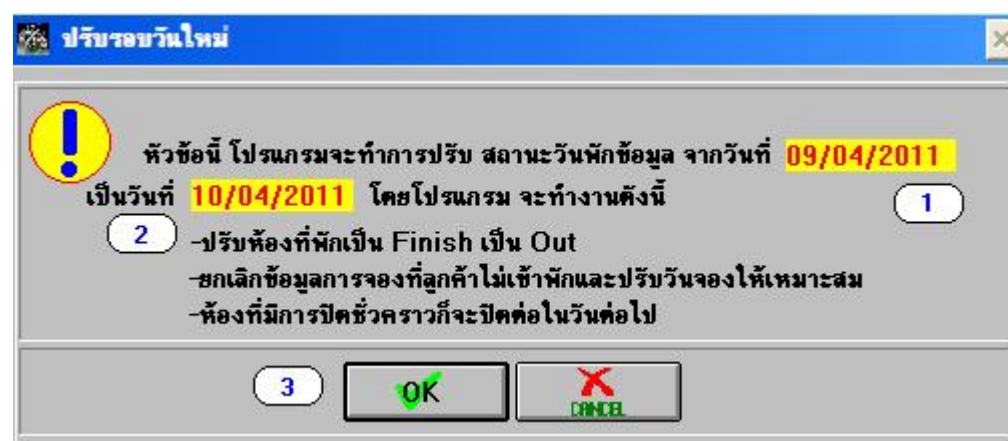 ปรับรอบวันใหม่
หัวข้อนี้ โปรแกรมจะทำการปรับ สถานะวันพักข้อมูล จากวันที่ 09/04/2011
เป็นวันที่ 10/04/2011 โดยโปรแกรม จะทำงานดังนี้
1
2
-ปรับห้องที่พักเป็น Finish เป็น Out
-ยกเลิกข้อมูลการจองที่ลูกค้าไม่เข้าพักและปรับวันจองให้เหมาะสม
-ห้องที่มีการปิดชั่วคราวก็จะปิดต่อในวันต่อไป
3
OK
CANCEL